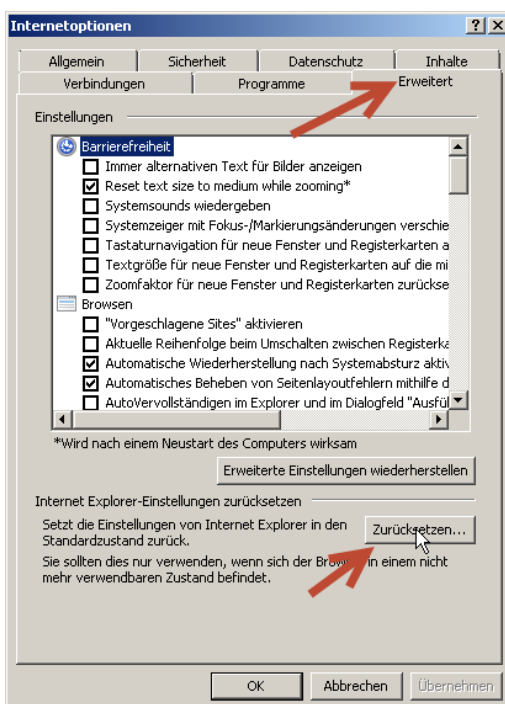 Internetoptionen
Allgemein Sicherheit Datenschutz Inhalte
Verbindungen Programme Erweitert
Einstellungen
Barrierefreiheit
Immer alternativen Text für Bilder anzeigen
Reset text size to medium while zooming*
Systemsounds wiedergeben
Systemzeiger mit Fokus-/Markierungsänderungen verschie
Tastaturnavigation für neue Fenster und Registerkarten a
Textgröße für neue Fenster und Registerkarten auf die mi
Zoomfaktor für neue Fenster und Registerkarten zurückse
Browsen
"Vorgeschlagene Sites" aktivieren
Aktuelle Reihenfolge beim Umschalten zwischen Registerka
Automatische Wiederherstellung nach Systemabsturz aktiv
Automatisches Beheben von Seitenlayoutfehlern mithilfe d
AutoVervollständigen im Explorer und im Dialogfeld "Ausfül
*Wird nach einem Neustart des Computers wirksam
Erweiterte Einstellungen wiederherstellen
Internet Explorer-Einstellungen zurücksetzen
Setzt die Einstellungen von Internet Explorer in den
Standardzustand zurück.
Zurücksetzen...
Sie sollten dies nur verwenden, wenn sich der Browser in einem nicht
mehr verwendbaren Zustand befindet.
OK Abbrechen Übernehmen